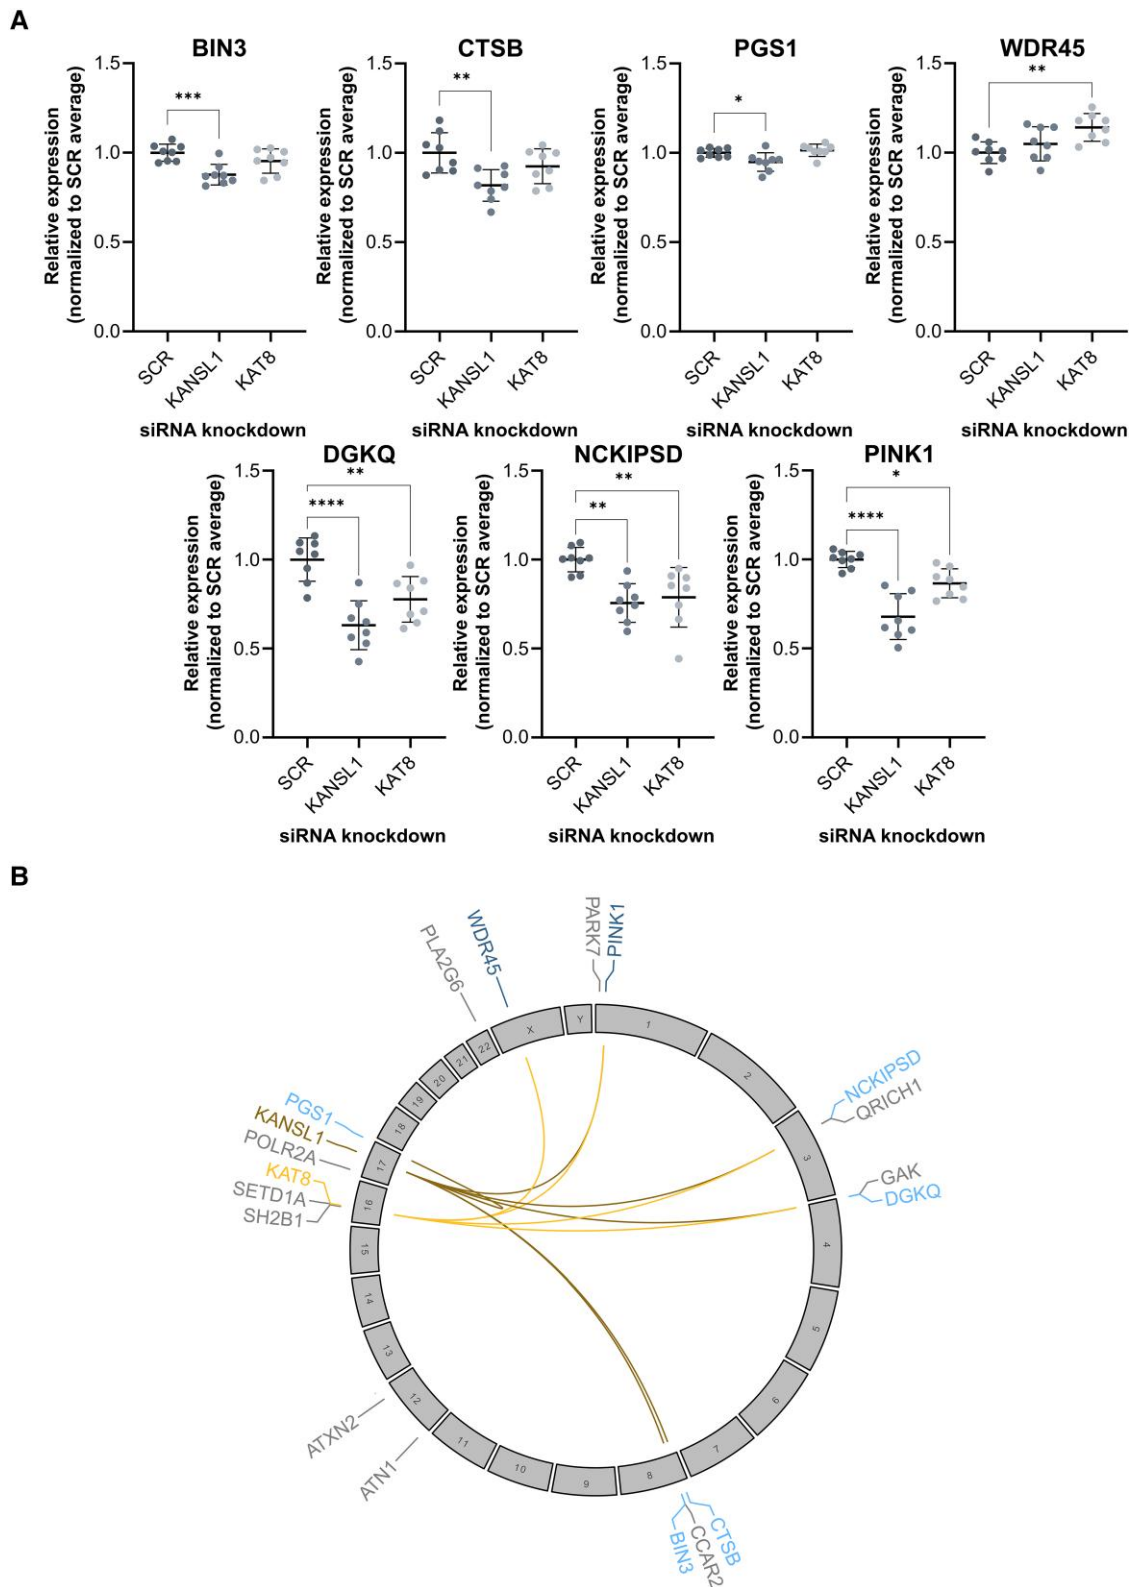 A
BIN3
CTSB
PGS1
WDR45
Relative expression
(normalized to SCR average)
1.5
1.0
0.5
0.0
***
SCR
KANSL1
KAT8
siRNA knockdown
Relative expression
(normalized to SCR average)
1.5
1.0
0.5
0.0
**
SCR
KANSL1
KAT8
siRNA knockdown
Relative expression
(normalized to SCR average)
1.5
1.0
0.5
0.0
*
SCR
KANSL1
KAT8
siRNA knockdown
Relative expression
(normalized to SCR average)
1.5
1.0
0.5
0.0
**
SCR
KANSL1
KAT8
siRNA knockdown
DGKQ
NCKIPSD
PINK1
Relative expression
(normalized to SCR average)
1.5
1.0
0.5
0.0
**
****
SCR
KANSL1
KAT8
siRNA knockdown
Relative expression
(normalized to SCR average)
1.5
1.0
0.5
0.0
**
**
SCR
KANSL1
KAT8
siRNA knockdown
Relative expression
(normalized to SCR average)
1.5
1.0
0.5
0.0
*
****
SCR
KANSL1
KAT8
siRNA knockdown
B
PARK7
PINK1
NCKIPSD
QRICH1
GAK
DGKQ
CTSB
CCAR2
BIN3
ATN1
ATXN2
SH2B1
SETD1A
KAT8
POLR2A
KANSL1
PGS1
PLA2G6
WDR45
1
2
3
4
5
6
7
8
9
10
11
12
13
14
15
16
17
18
19
20
21
22
X
Y